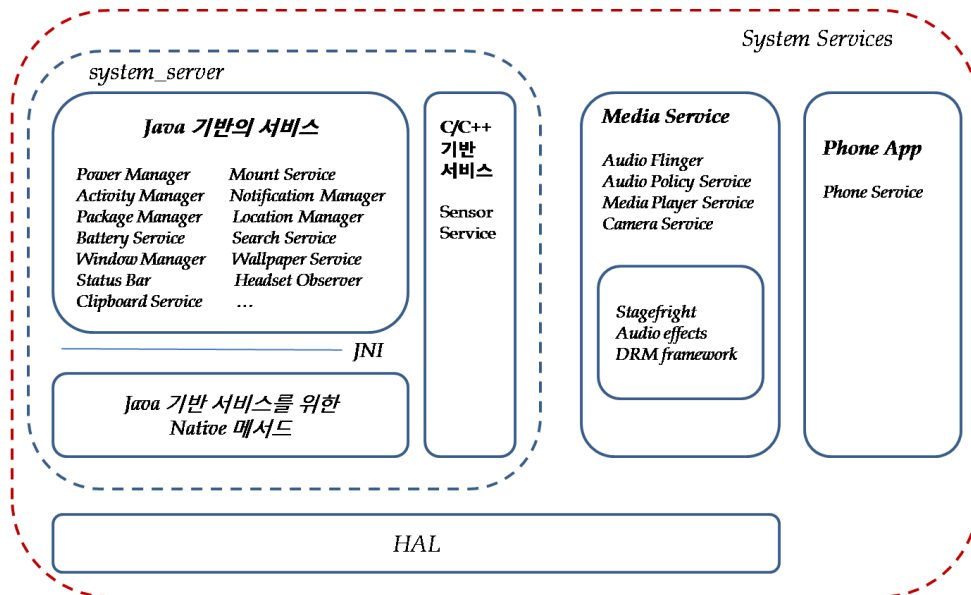 System Services
system_server
Java 기반의 서비스
Power Manager
Activity Manager
Package Manager
Battery Service
Window Manager
Status Bar
Clipboard Service
Mount Service
Notification Manager
Location Manager
Search Service
Wallpaper Service
Headset Observer
...
JNI
Java 기반 서비스를 위한
Native 메서드
C/C++
기반
서비스
Sensor
Service
Media Service
Audio Flinger
Audio Policy Service
Media Player Service
Camera Service
Stagefright
Audio effects
DRM framework
Phone App
Phone Service
HAL